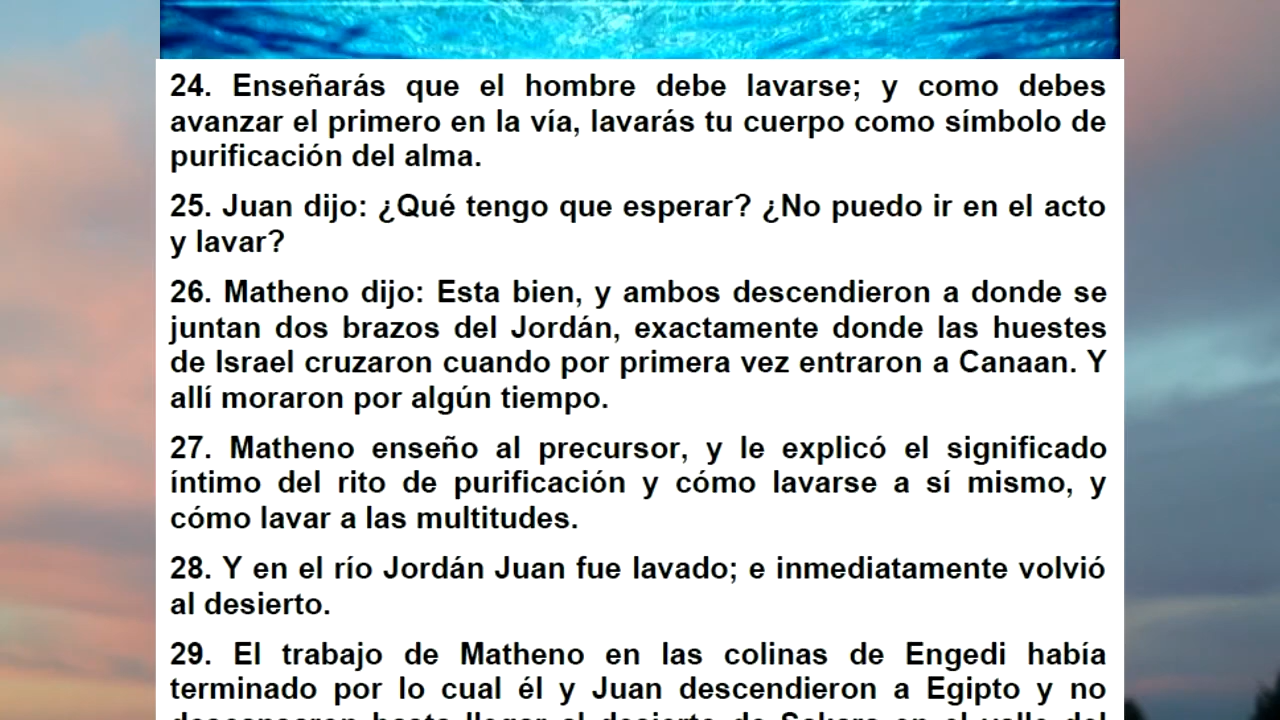 24. Enseñarás que el hombre debe lavarse; y como debes
avanzar el primero en la vía, lavarás tu cuerpo como símbolo de
purificación del alma.
25. Juan dijo: ¿Qué tengo que esperar? ¿No puedo ir en el acto
y lavar?
26. Matheno dijo: Esta bien, y ambos descendieron a donde se
juntan dos brazos del Jordán, exactamente donde las huestes
de Israel cruzaron cuando por primera vez entraron a Canaan. Y
allí moraron por algún tiempo.
27. Matheno enseño al precursor, y le explicó el significado
íntimo del rito de purificación y cómo lavarse a sí mismo, y
cómo lavar a las multitudes.
28. Y en el río Jordán Juan fue lavado; e inmediatamente volvió
al desierto.
29. El trabajo de Matheno en las colinas de Engedi había
terminado por lo cual él y Juan descendieron a Egipto y no